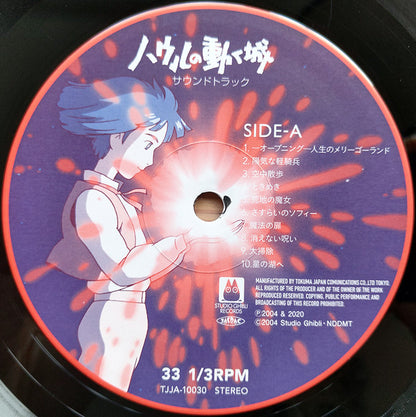 ハウルの動く城
サウンドトラック
SIDE-A
1. −オープニング−人生のメリーゴーランド
2. 陽気な軽騎兵
3. 空中散歩
4. ときめき
5. 荒地の魔女
6. さすらいのソフィー
7. 魔法の扉
8. 消えない呪い
9. 大掃除
10. 星の湖へ
STUDIO GHIBLI
RECORDS
MANUFACTURED BY TOKUMA JAPAN COMUNICATIONS CO.,LTD TOKYO.
ALL RIGHTS OF THE PRODUCER AND OF THE OWNER OF THE WORK
REPRODUCED RESERVED. COPYING, PUBLIC PERFORMANCE AND
BROADCASTING OF THIS RECORD PROHIBITED.
℗2004 & 2020
©2004 Studio Ghibli・NDDMT
33 1/3RPM
TJJA-10030 STEREO